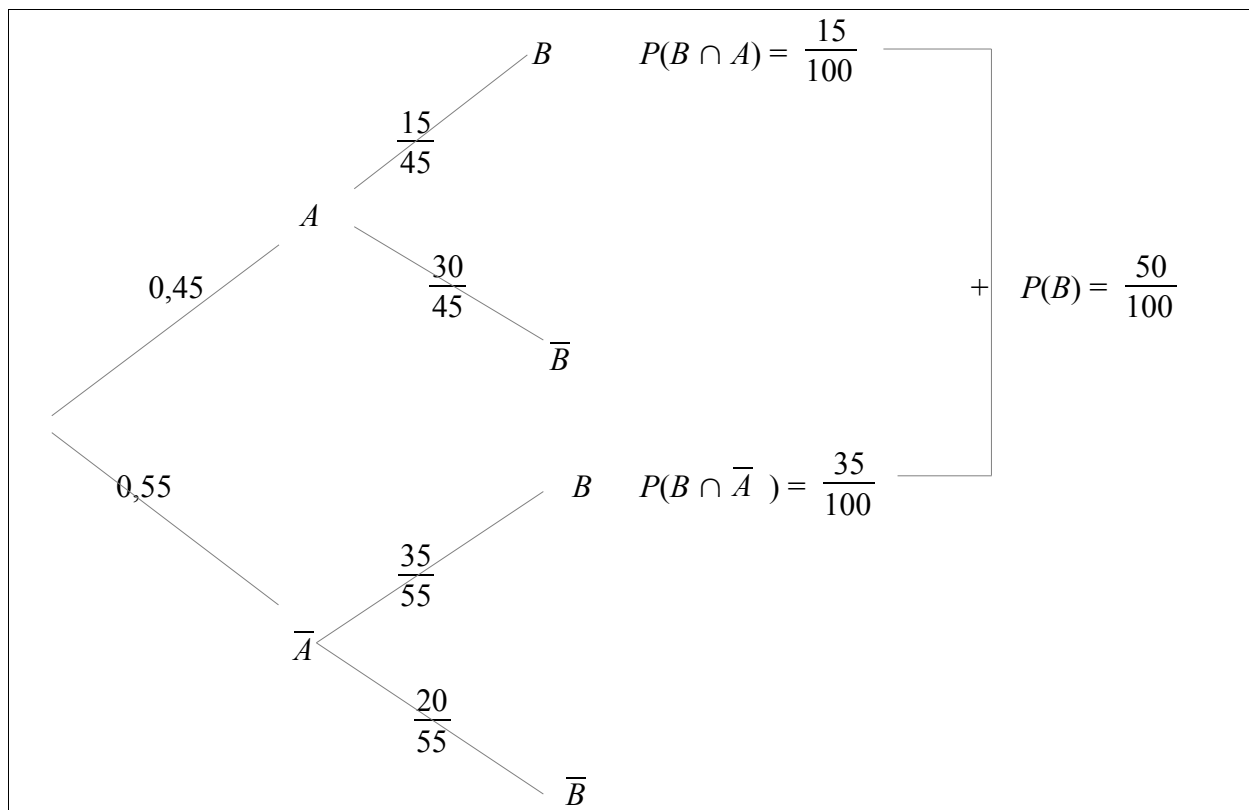 B P(B ∩ A) = 15/100
15/45
A
0,45
30/45
+ P(B) = 50/100
B̅
0,55
B P(B ∩ A̅ ) = 35/100
35/55
A̅
20/55
B̅